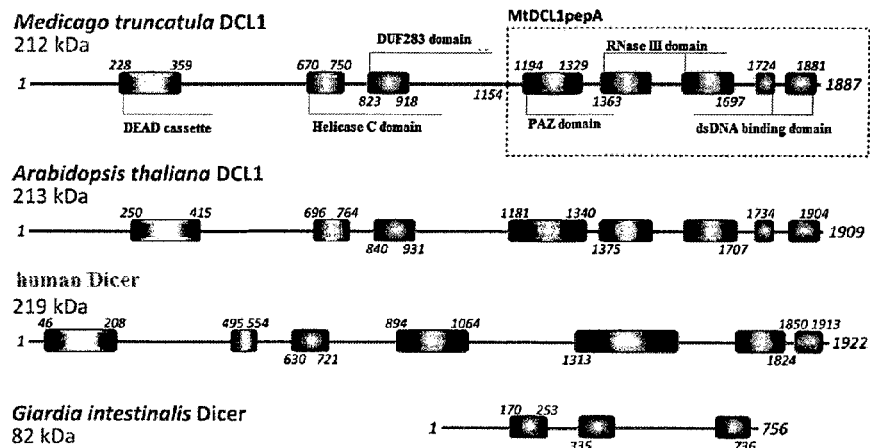 Medicago truncatula DCL1
212 kDa
MtDCL1pepA
DUF283 domain
RNase III domain
228 359 670 750 1194 1329 1724 1881
1 823 918 1154 1363 1697 1887
DEAD cassette Helicase C domain PAZ domain dsDNA binding domain
Arabidopsis thaliana DCL1
213 kDa
250 415 696 764 1181 1340 1734 1904
1 840 931 1375 1707 1909
human Dicer
219 kDa
46 208 495 554 894 1064 1850 1913
1 630 721 1313 1824 1922
Giardia intestinalis Dicer
82 kDa
170 253
1 335 736 756